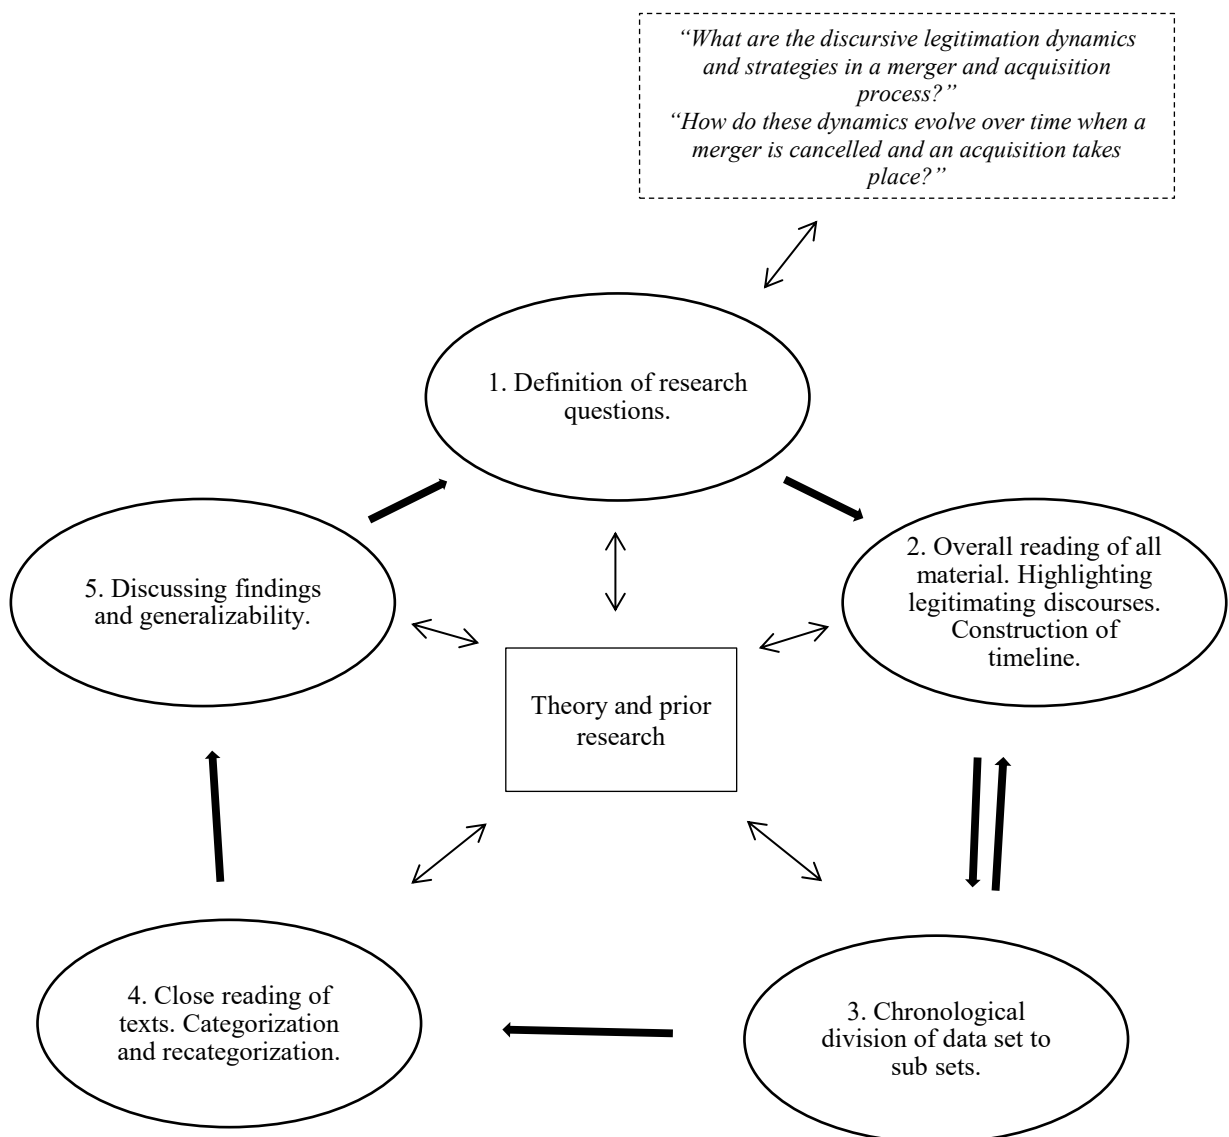 “What are the discursive legitimation dynamics
and strategies in a merger and acquisition
process?”
“How do these dynamics evolve over time when a
merger is cancelled and an acquisition takes
place?”
1. Definition of research
questions.
2. Overall reading of all
material. Highlighting
legitimating discourses.
Construction of
timeline.
5. Discussing findings
and generalizability.
Theory and prior
research
4. Close reading of
texts. Categorization
and recategorization.
3. Chronological
division of data set to
sub sets.